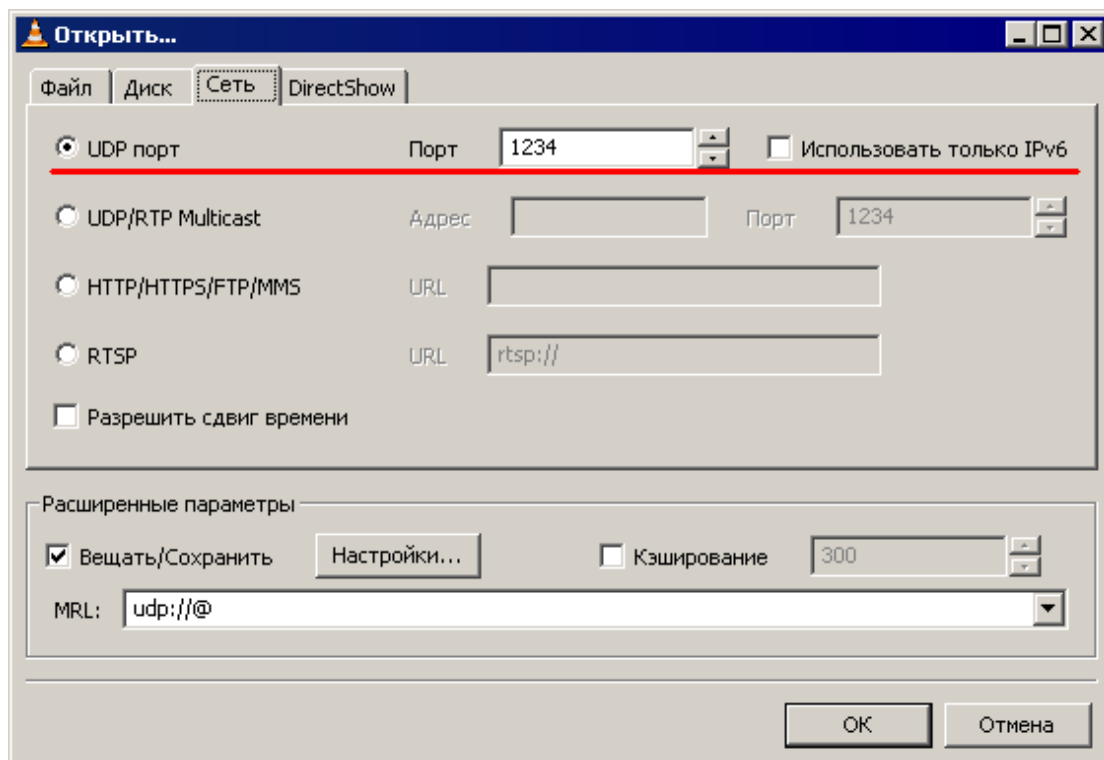 Открыть...
Файл Диск Сеть DirectShow
UDP порт Порт 1234 Использовать только IPv6
UDP/RTP Multicast Адрес Порт 1234
HTTP/HTTPS/FTP/MMS URL
RTSP URL rtsp://
Разрешить сдвиг времени
Расширенные параметры
Вещать/Сохранить Настройки... Кэширование 300
MRL: udp://@
OK Отмена